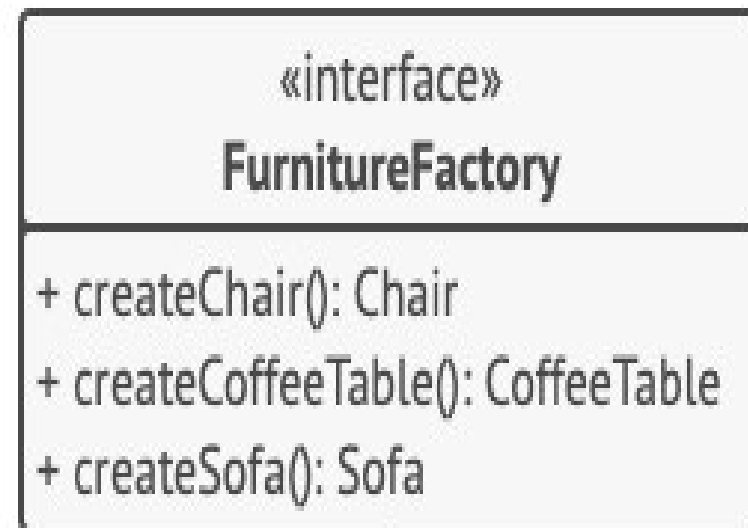 «interface»
FurnitureFactory
+ createChair(): Chair
+ createCoffeeTable(): CoffeeTable
+ createSofa(): Sofa